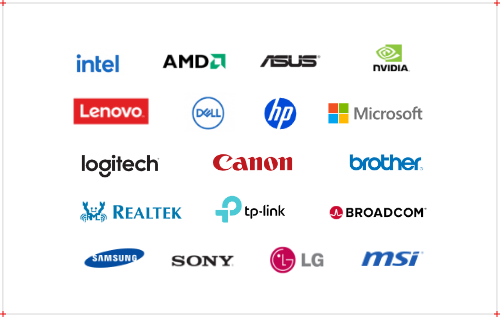 intel AMD ASUS NVIDIA
Lenovo DELL hp Microsoft
logitech Canon brother
REALTEK tp-link BROADCOM
SAMSUNG SONY LG LG msi